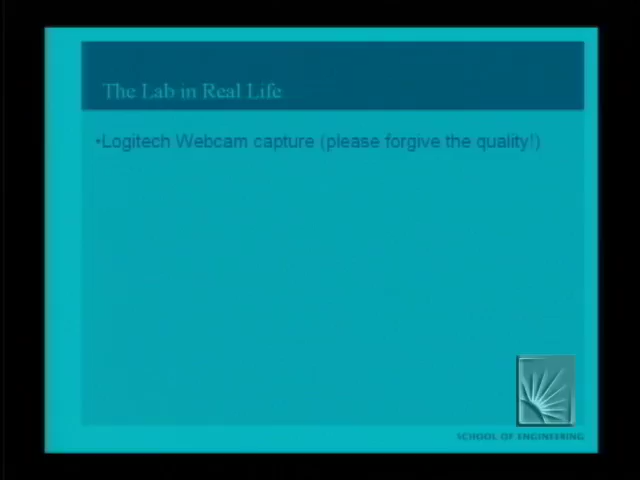 The Lab in Real Life
•Logitech Webcam capture (please forgive the quality!)
SCHOOL OF ENGINEERING